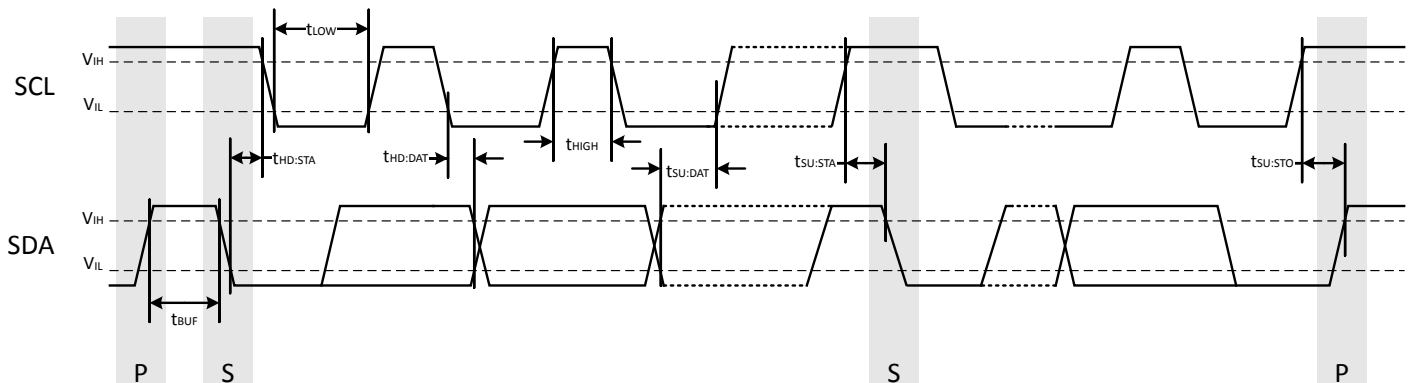 tLOW
VIH
SCL
VIL
tHD:STA
tHD:DAT
tHIGH
tSU:DAT
tSU:STA
tSU:STO
VIH
SDA
VIL
tBUF
P
S
S
P